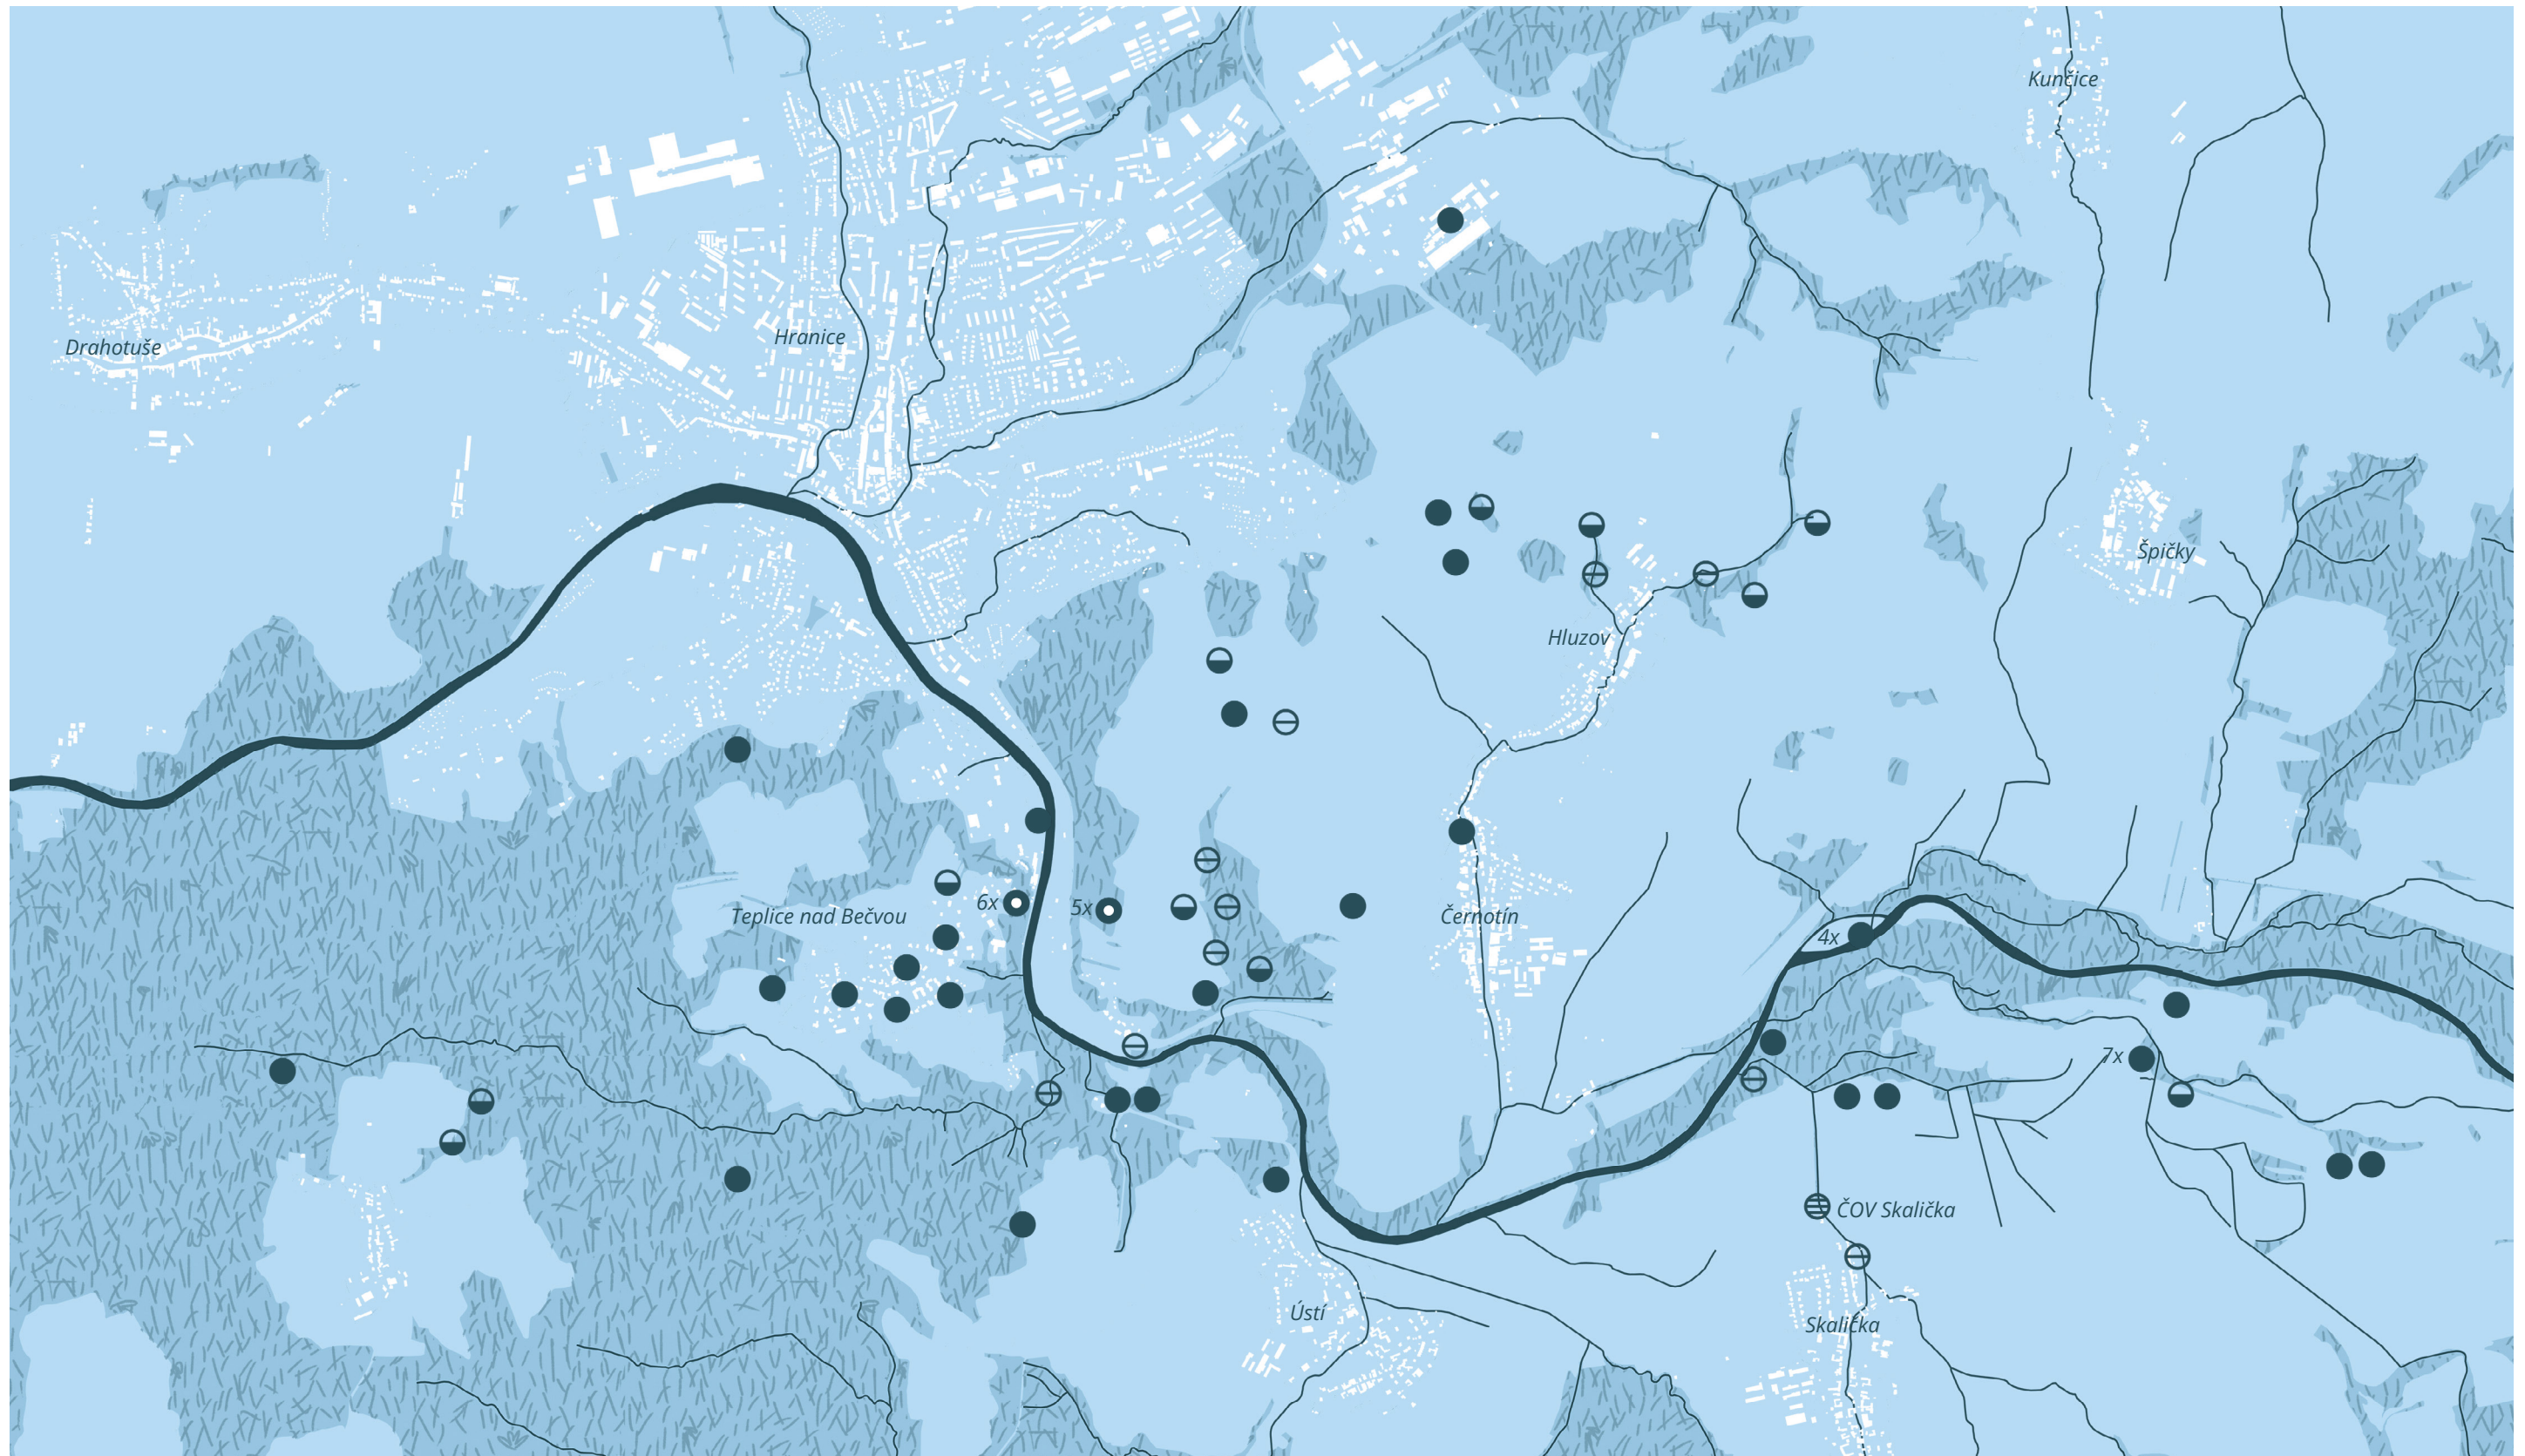 Kunčice
Hranice
Drahotuše
Špičky
Hluzov
6x
5x
Teplice nad Bečvou
Černotín
4x
7x
ČOV Skalička
Ústí
Skalička